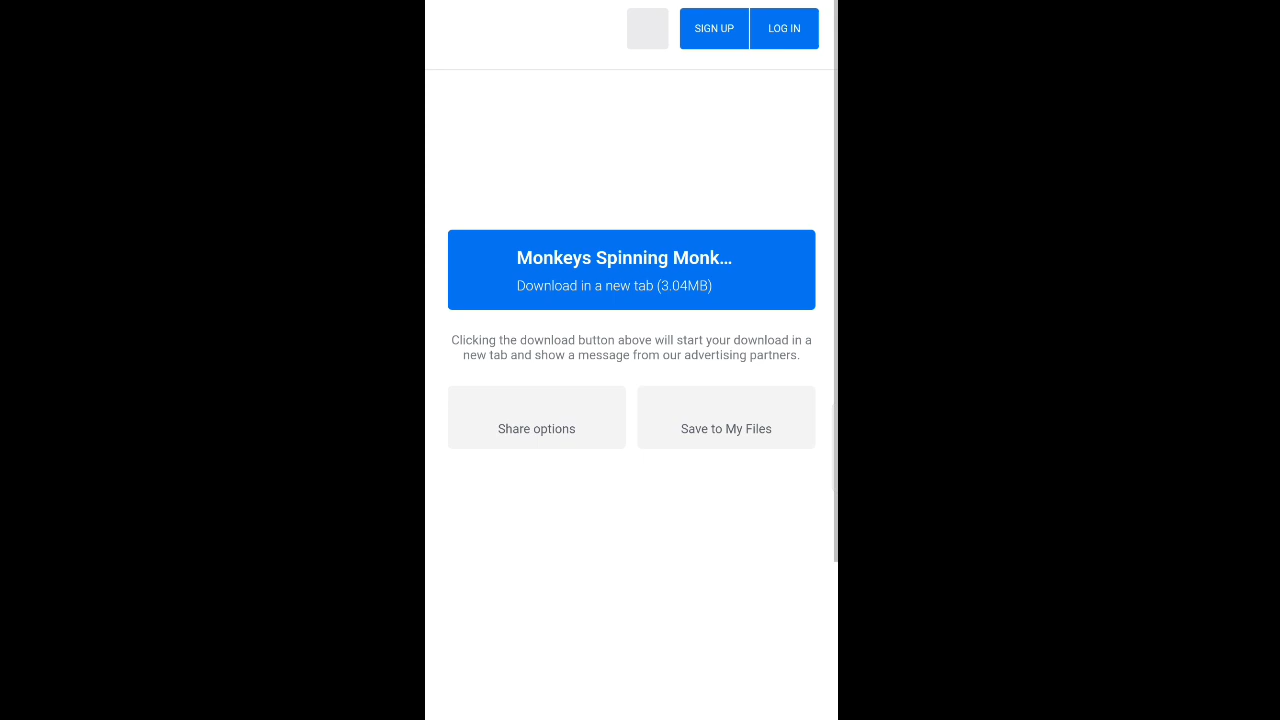 SIGN UP LOG IN
Monkeys Spinning Monk...
Download in a new tab (3.04MB)
Clicking the download button above will start your download in a
new tab and show a message from our advertising partners.
Share options Save to My Files